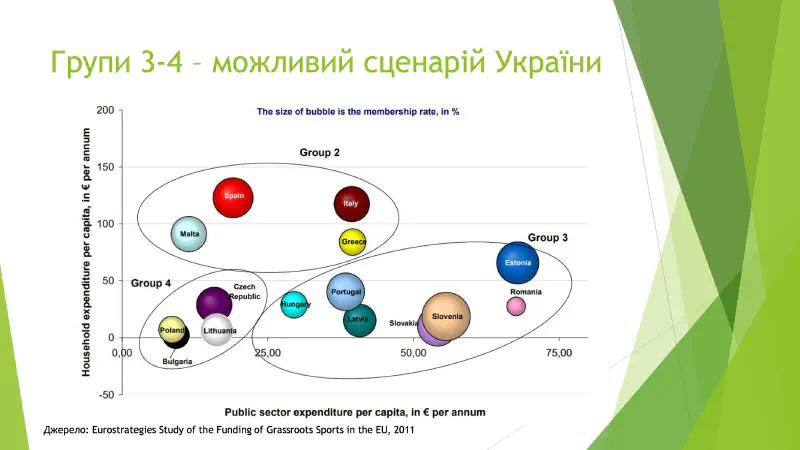 Групи 3-4 – можливий сценарій України
The size of bubble is the membership rate, in %
Household expenditure per capita, in € per annum
200
150
100
50
0
-50
Group 2
Spain
Italy
Malta
Greece
Group 3
Estonia
Group 4
Czech
Republic
Hungary
Portugal
Romania
Poland
Lithuania
Latvia
Slovakia
Slovenia
Bulgaria
0,00
25,00
50,00
75,00
Public sector expenditure per capita, in € per annum
Джерело: Eurostrategies Study of the Funding of Grassroots Sports in the EU, 2011